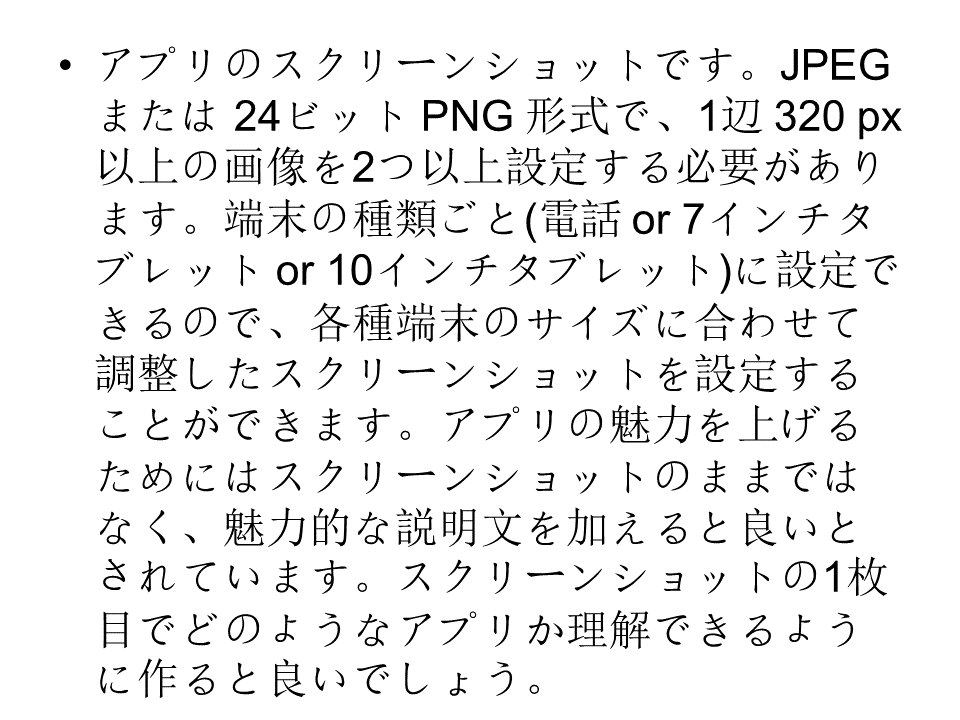 • アプリのスクリーンショットです。JPEG
または 24ビット PNG 形式で、1辺 320 px
以上の画像を2つ以上設定する必要があり
ます。端末の種類ごと(電話 or 7インチタ
ブレット or 10インチタブレット)に設定で
きるので、各種端末のサイズに合わせて
調整したスクリーンショットを設定する
ことができます。アプリの魅力を上げる
ためにはスクリーンショットのままでは
なく、魅力的な説明文を加えると良いと
されています。スクリーンショットの1枚
目でどのようなアプリか理解できるよう
に作ると良いでしょう。